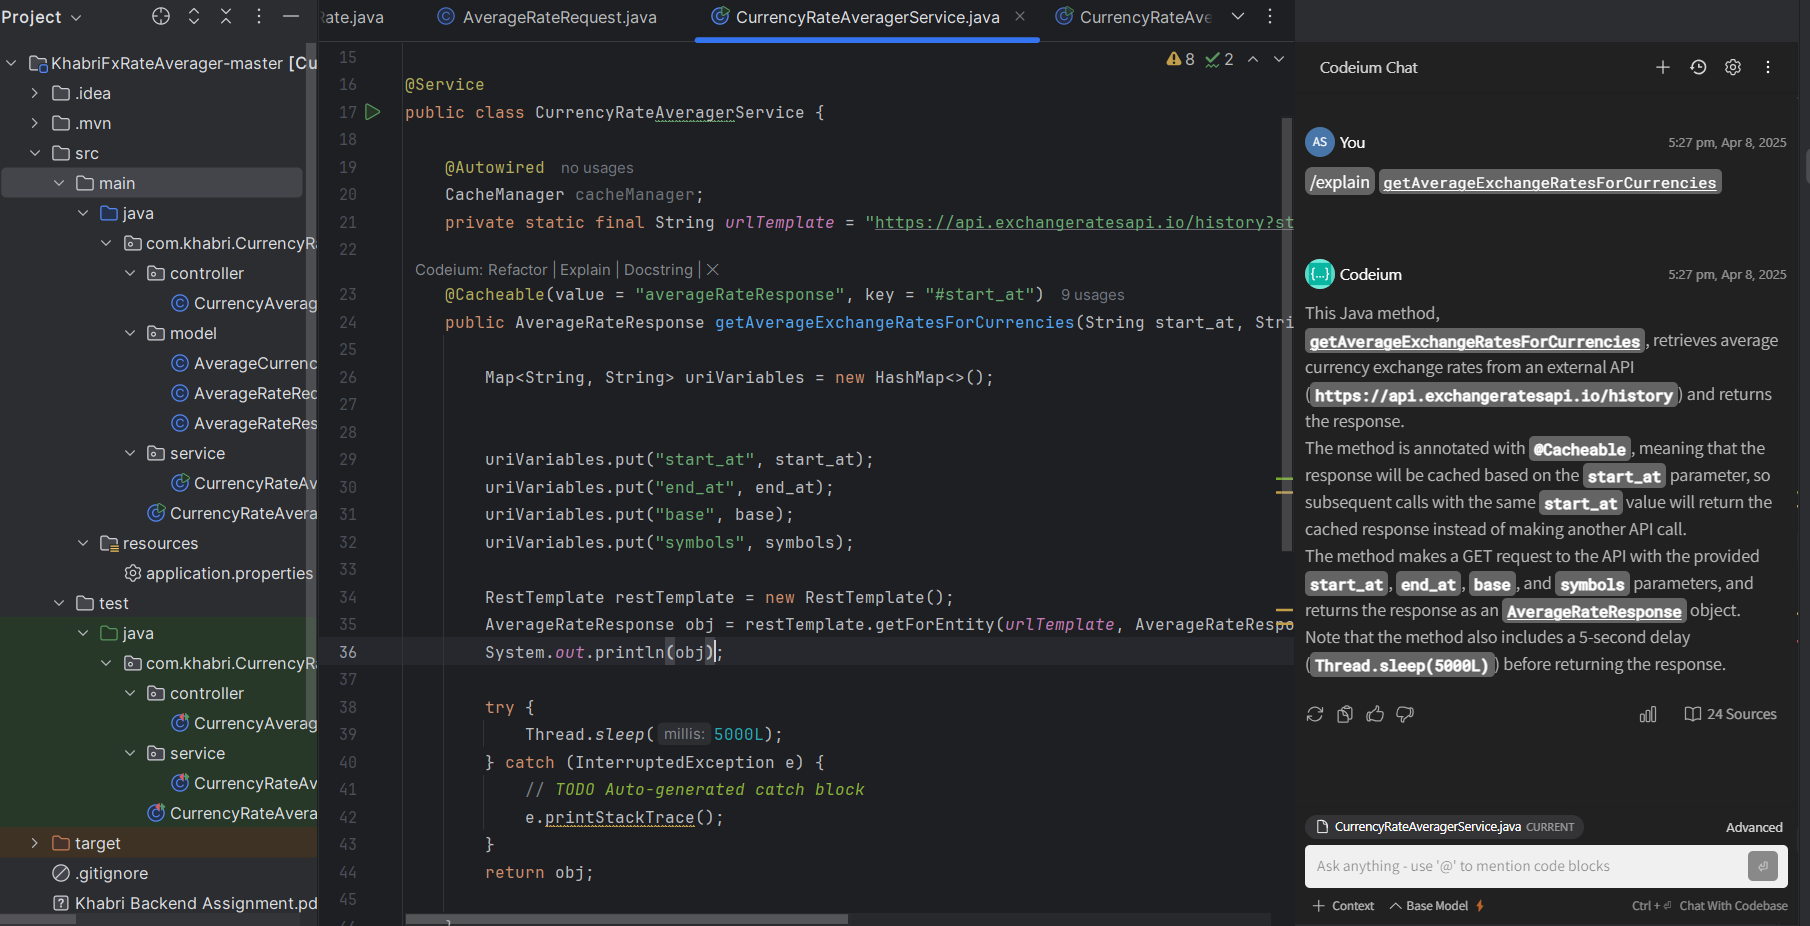 Project
Rate.java
AverageRateRequest.java
CurrencyRateAveragerService.java
CurrencyRateAve
KhabriFxRateAverager-master [Cu
.idea
.mvn
src
main
java
com.khabri.CurrencyRa
controller
CurrencyAverag
model
AverageCurrenc
AverageRateReq
AverageRateRes
service
CurrencyRateAv
CurrencyRateAvera
resources
application.properties
test
java
com.khabri.CurrencyRa
controller
CurrencyAverag
service
CurrencyRateAv
CurrencyRateAvera
target
.gitignore
Khabri Backend Assignment.pd
8 2
15
16 @Service
17 public class CurrencyRateAveragerService {
18
19 @Autowired no usages
20 CacheManager cacheManager;
21 private static final String urlTemplate = "https://api.exchangeratesapi.io/history?st
22
Codeium: Refactor | Explain | Docstring | ×
23 @Cacheable(value = "averageRateResponse", key = "#start_at") 9 usages
24 public AverageRateResponse getAverageExchangeRatesForCurrencies(String start_at, Stri
25
26 Map<String, String> uriVariables = new HashMap<>();
27
28
29 uriVariables.put("start_at", start_at);
30 uriVariables.put("end_at", end_at);
31 uriVariables.put("base", base);
32 uriVariables.put("symbols", symbols);
33
34 RestTemplate restTemplate = new RestTemplate();
35 AverageRateResponse obj = restTemplate.getForEntity(urlTemplate, AverageRateRespo
36 System.out.println(obj);
37
38 try {
39 Thread.sleep( millis: 5000L);
40 } catch (InterruptedException e) {
41 // TODO Auto-generated catch block
42 e.printStackTrace();
43 }
44 return obj;
45
Codeium Chat
AS You 5:27 pm, Apr 8, 2025
/explain getAverageExchangeRatesForCurrencies
{...} Codeium 5:27 pm, Apr 8, 2025
This Java method,
getAverageExchangeRatesForCurrencies, retrieves average
currency exchange rates from an external API
(https://api.exchangeratesapi.io/history) and returns
the response.
The method is annotated with @Cacheable, meaning that the
response will be cached based on the start_at parameter, so
subsequent calls with the same start_at value will return the
cached response instead of making another API call.
The method makes a GET request to the API with the provided
start_at, end_at, base, and symbols parameters, and
returns the response as an AverageRateResponse object.
Note that the method also includes a 5-second delay
(Thread.sleep(5000L)) before returning the response.
24 Sources
CurrencyRateAveragerService.java CURRENT Advanced
Ask anything - use '@' to mention code blocks
+ Context Base Model Ctrl + ⏎ Chat With Codebase